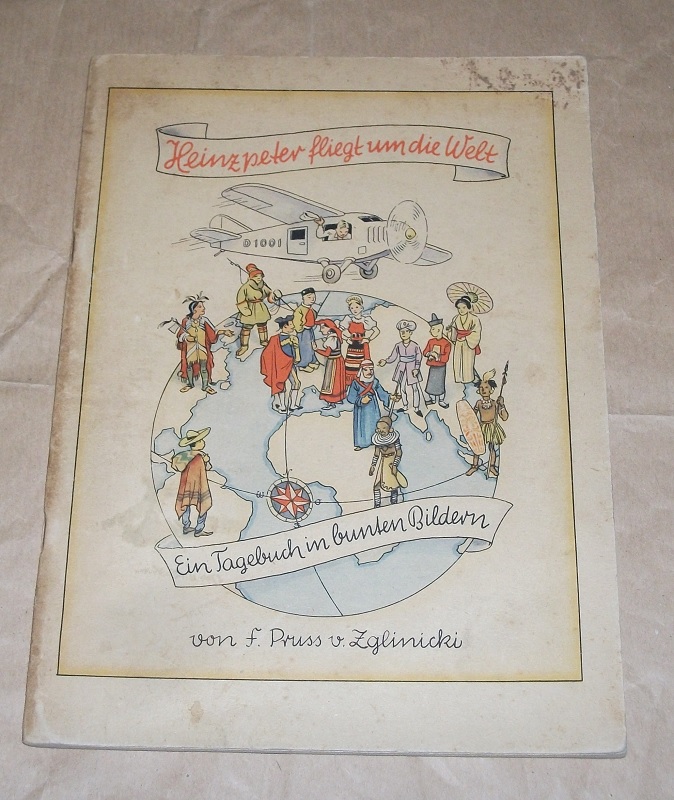 Heinzpeter fliegt um die Welt
D1001
W O
Ein Tagebuch in bunten Bildern
von F. Pruss v. Zglinicki